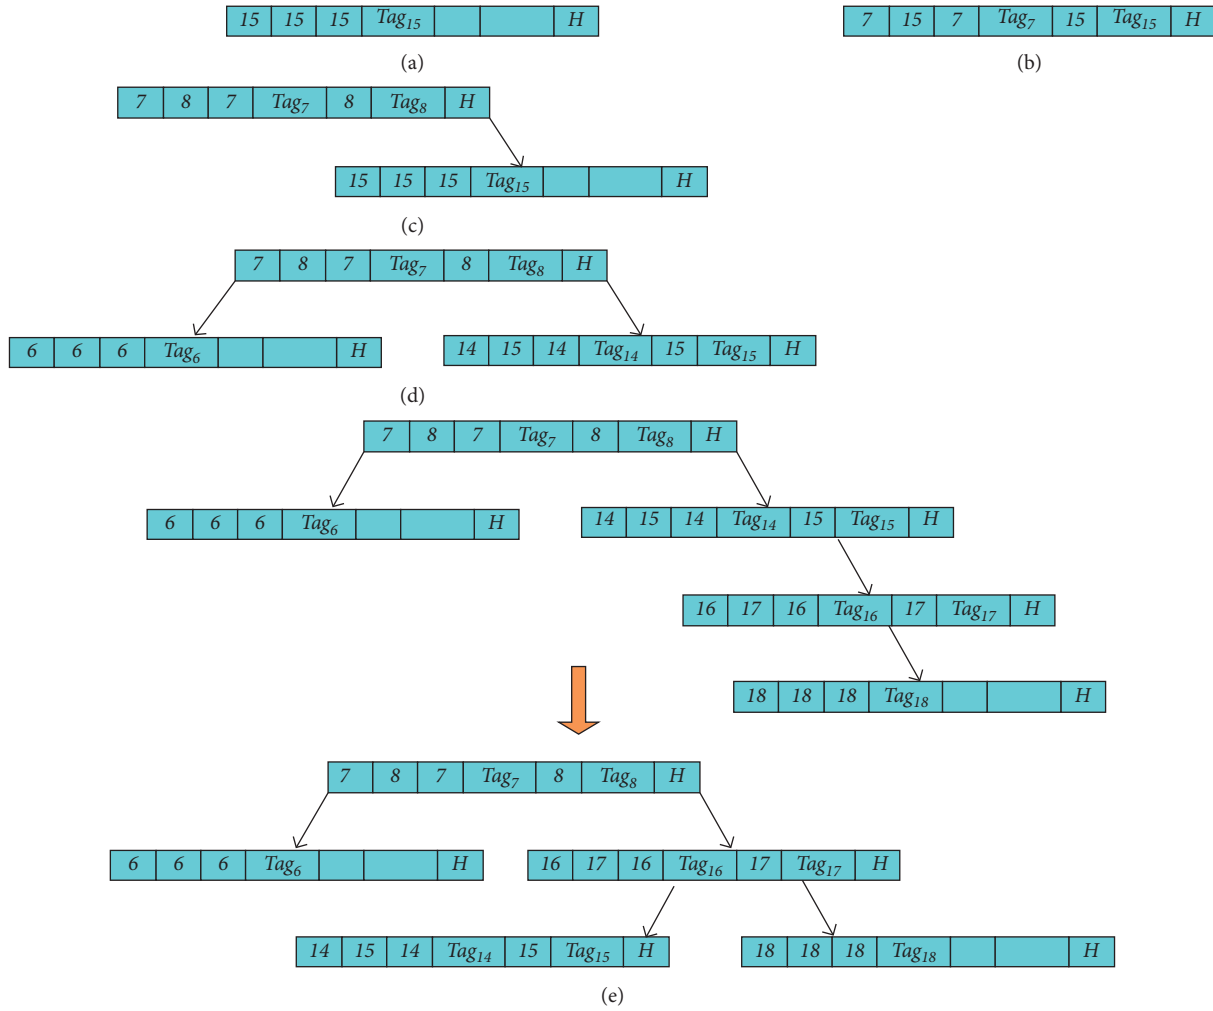 15 15 15 Tag15 H
(a)
7 15 7 Tag7 15 Tag15 H
(b)
7 8 7 Tag7 8 Tag8 H
15 15 15 Tag15 H
(c)
7 8 7 Tag7 8 Tag8 H
6 6 6 Tag6 H
14 15 14 Tag14 15 Tag15 H
(d)
7 8 7 Tag7 8 Tag8 H
6 6 6 Tag6 H
14 15 14 Tag14 15 Tag15 H
16 17 16 Tag16 17 Tag17 H
18 18 18 Tag18 H
7 8 7 Tag7 8 Tag8 H
6 6 6 Tag6 H
16 17 16 Tag16 17 Tag17 H
14 15 14 Tag14 15 Tag15 H
18 18 18 Tag18 H
(e)